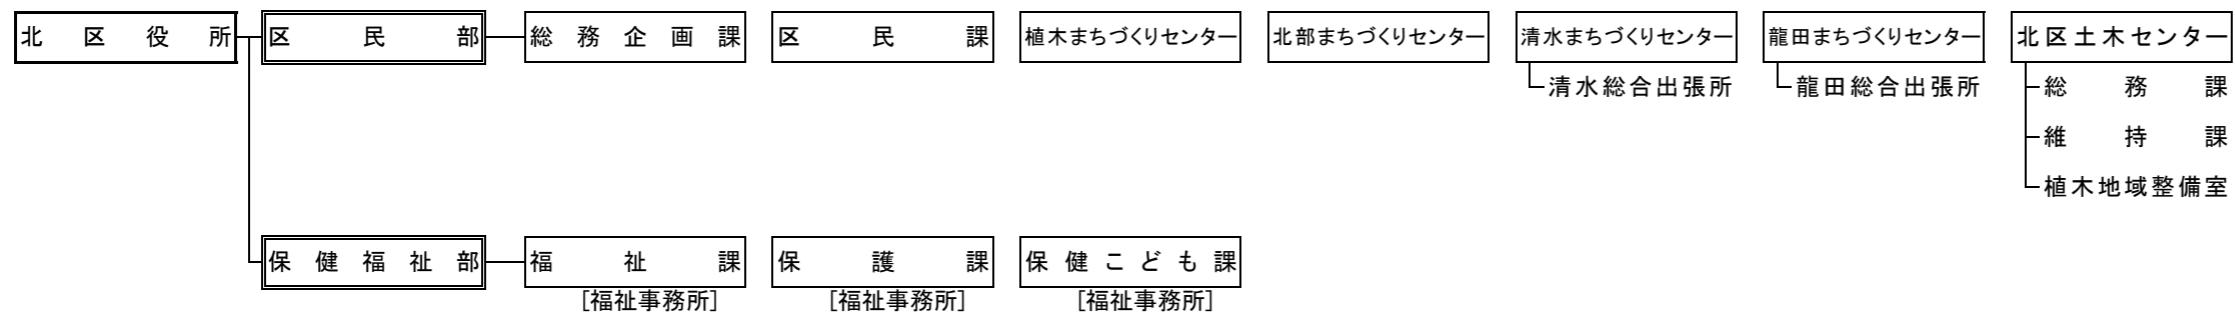 北区役所 区民部 総務企画課 区民課 植木まちづくりセンター 北部まちづくりセンター 清水まちづくりセンター 龍田まちづくりセンター 北区土木センター
清水総合出張所 龍田総合出張所 総務課
維持課
植木地域整備室
保健福祉部 福祉課 保護課 保健こども課
[福祉事務所] [福祉事務所] [福祉事務所]